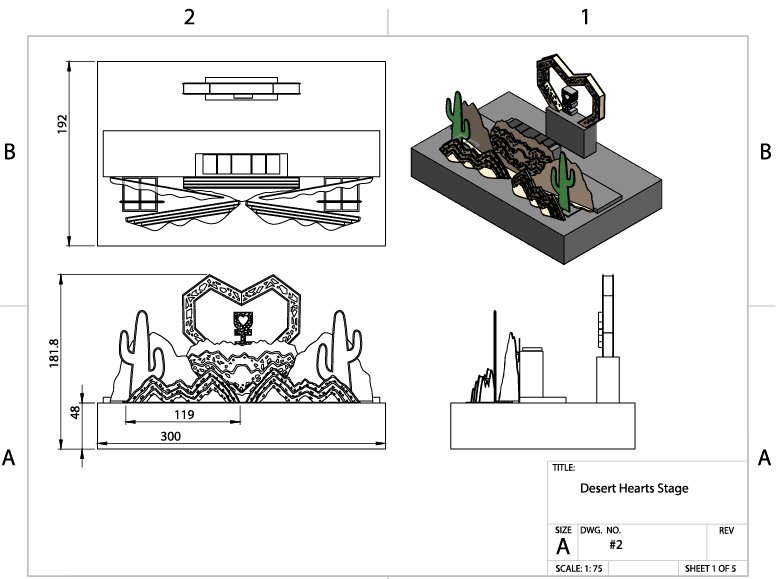 2 1
B B
192
181.8
48
119
300
A A
TITLE:
Desert Hearts Stage
SIZE DWG. NO. REV
A #2
SCALE: 1: 75 SHEET 1 OF 5